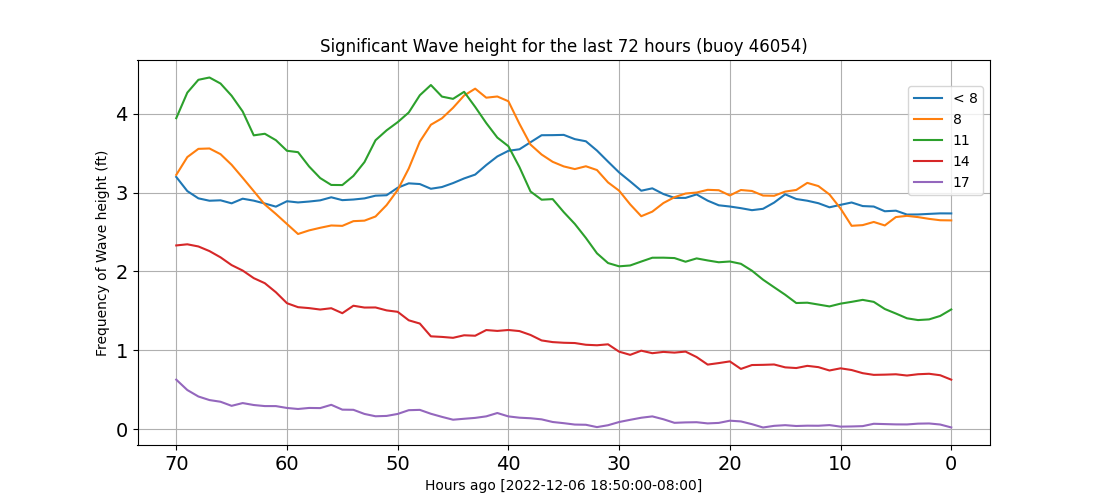 Significant Wave height for the last 72 hours (buoy 46054)
Frequency of Wave height (ft)
4
3
2
1
0
< 8
8
11
14
17
70 60 50 40 30 20 10 0
Hours ago [2022-12-06 18:50:00-08:00]